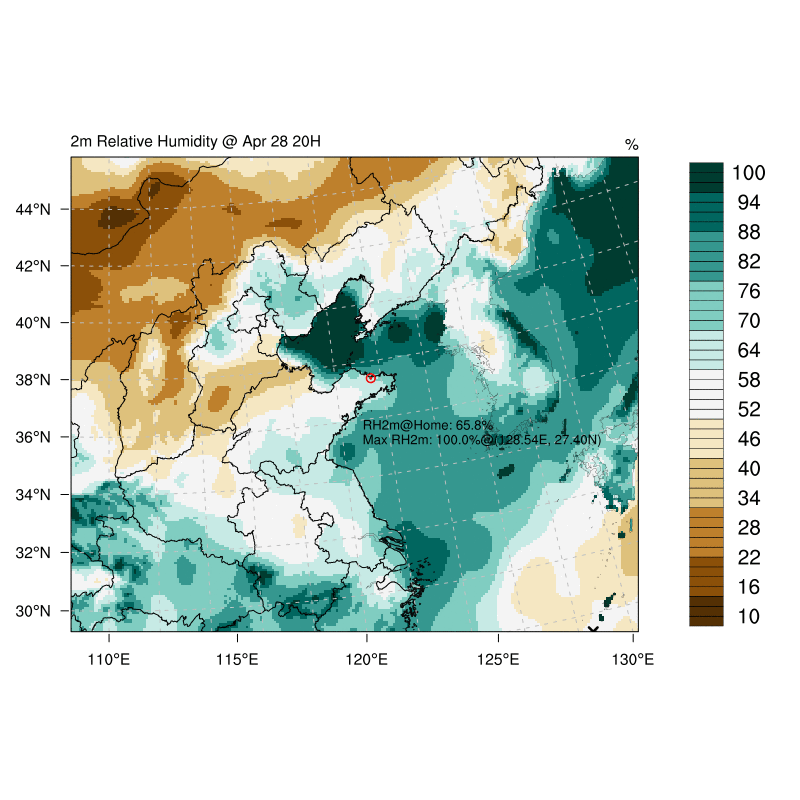 2m Relative Humidity @ Apr 28 20H
%
100
94
88
82
76
70
64
58
52
46
40
34
28
22
16
10
44°N
42°N
40°N
38°N
36°N
34°N
32°N
30°N
RH2m@Home: 65.8%
Max RH2m: 100.0%@(128.54E, 27.40N)
110°E 115°E 120°E 125°E 130°E